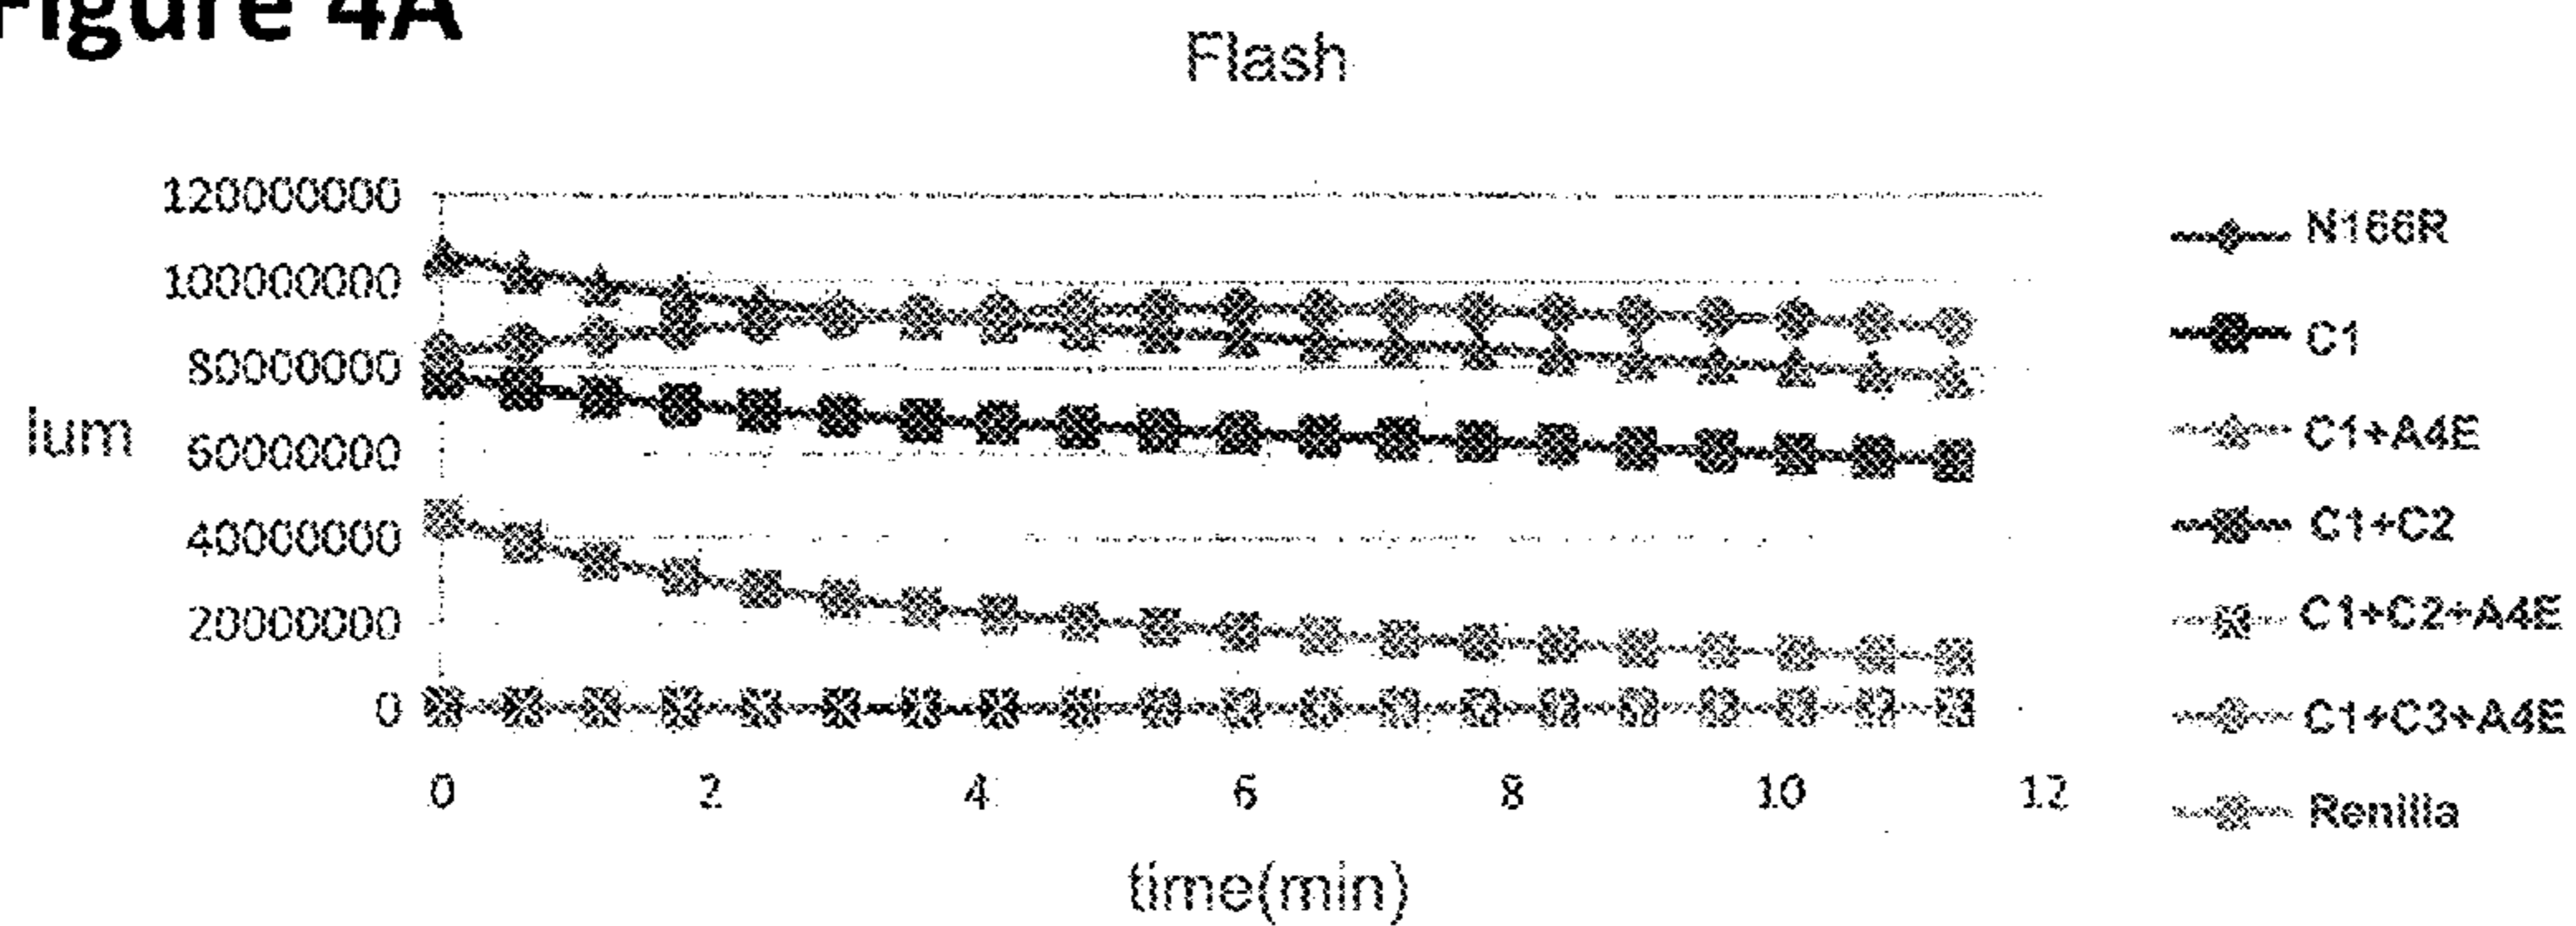 Figure 4A
Flash
120000000
100000000
80000000
60000000
40000000
20000000
0
lum
0 2 4 6 8 10 12
time(min)
N166R
C1
C1+A4E
C1+C2
C1+C2+A4E
C1+C3+A4E
Renilla